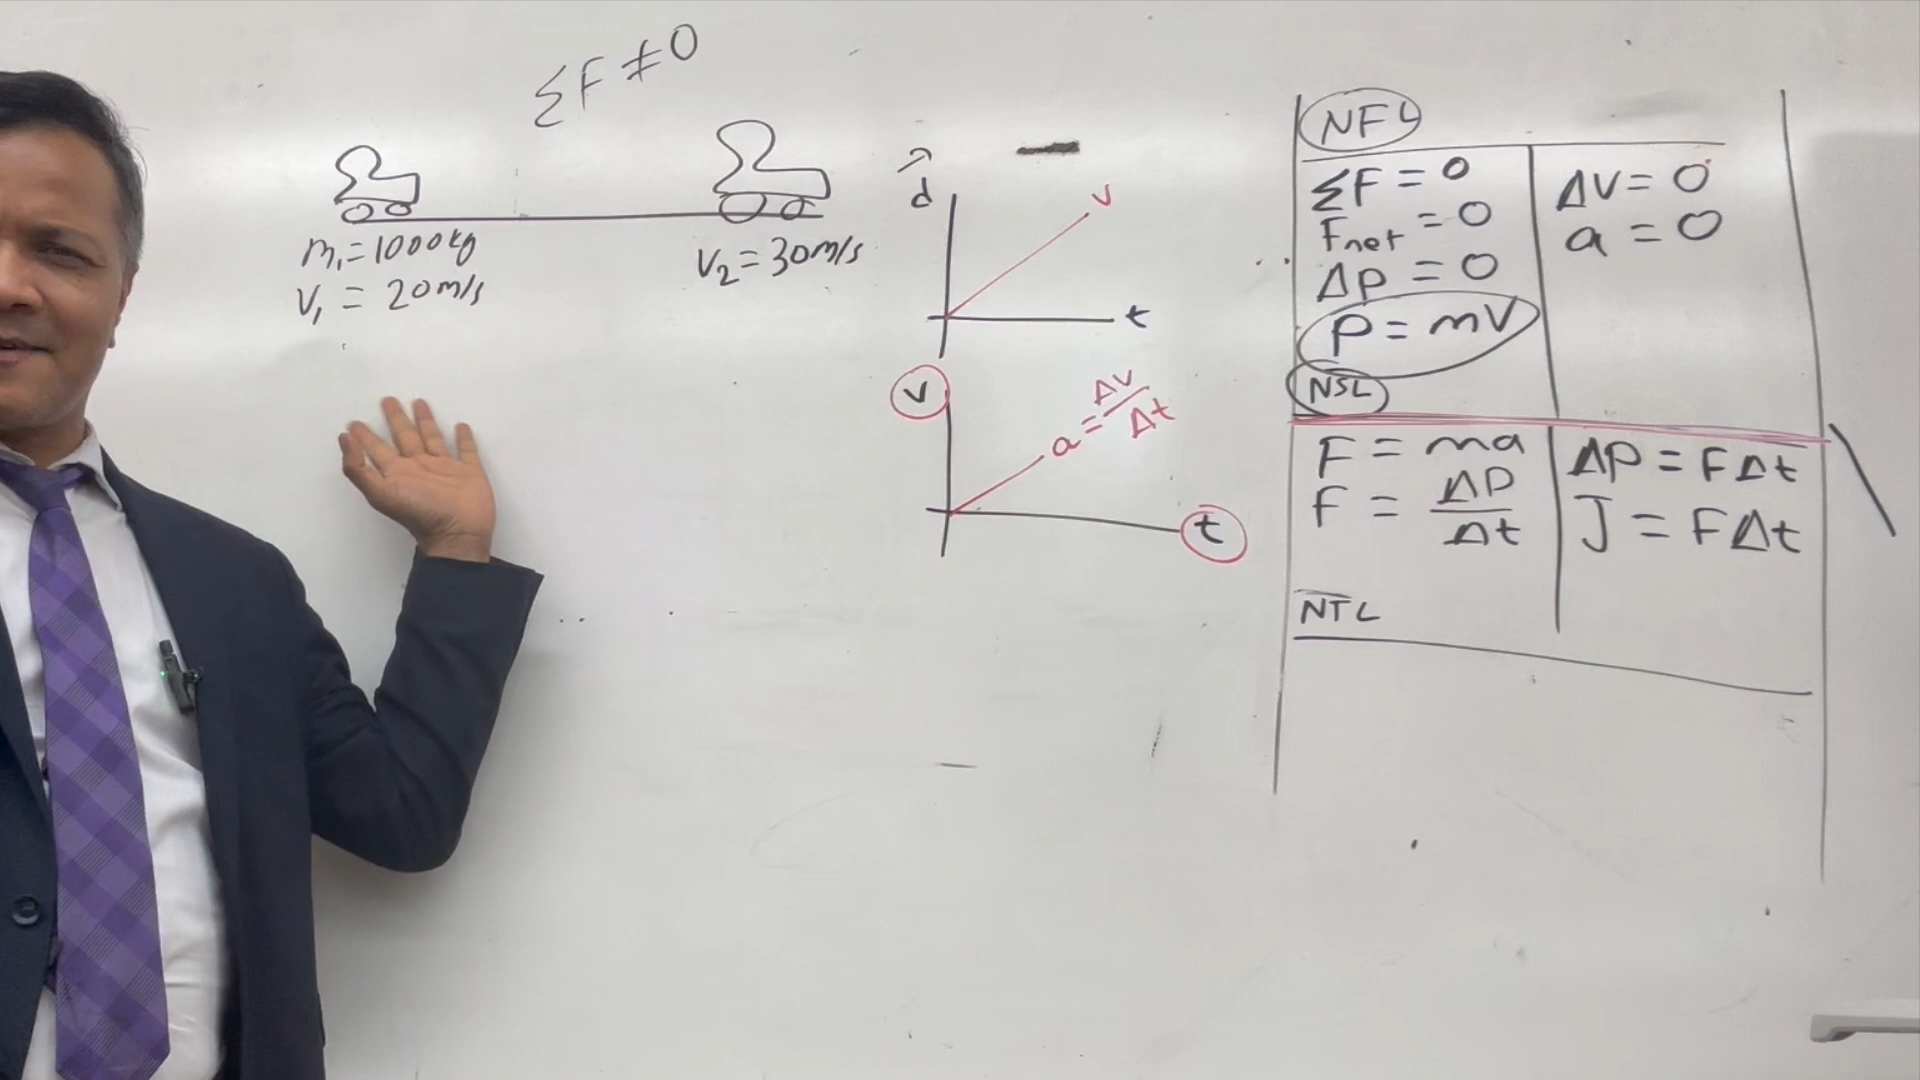 ΣF ≠ 0
m₁ = 1000kg
V₁ = 20m/s
V₂ = 30m/s
d
V
t
V
a = ΔV/Δt
t
NFL
ΣF = 0
Fnet = 0
ΔP = 0
P = mV
ΔV = 0
a = 0
NSL
F = ma
F = ΔP/Δt
ΔP = FΔt
J = FΔt
NTL